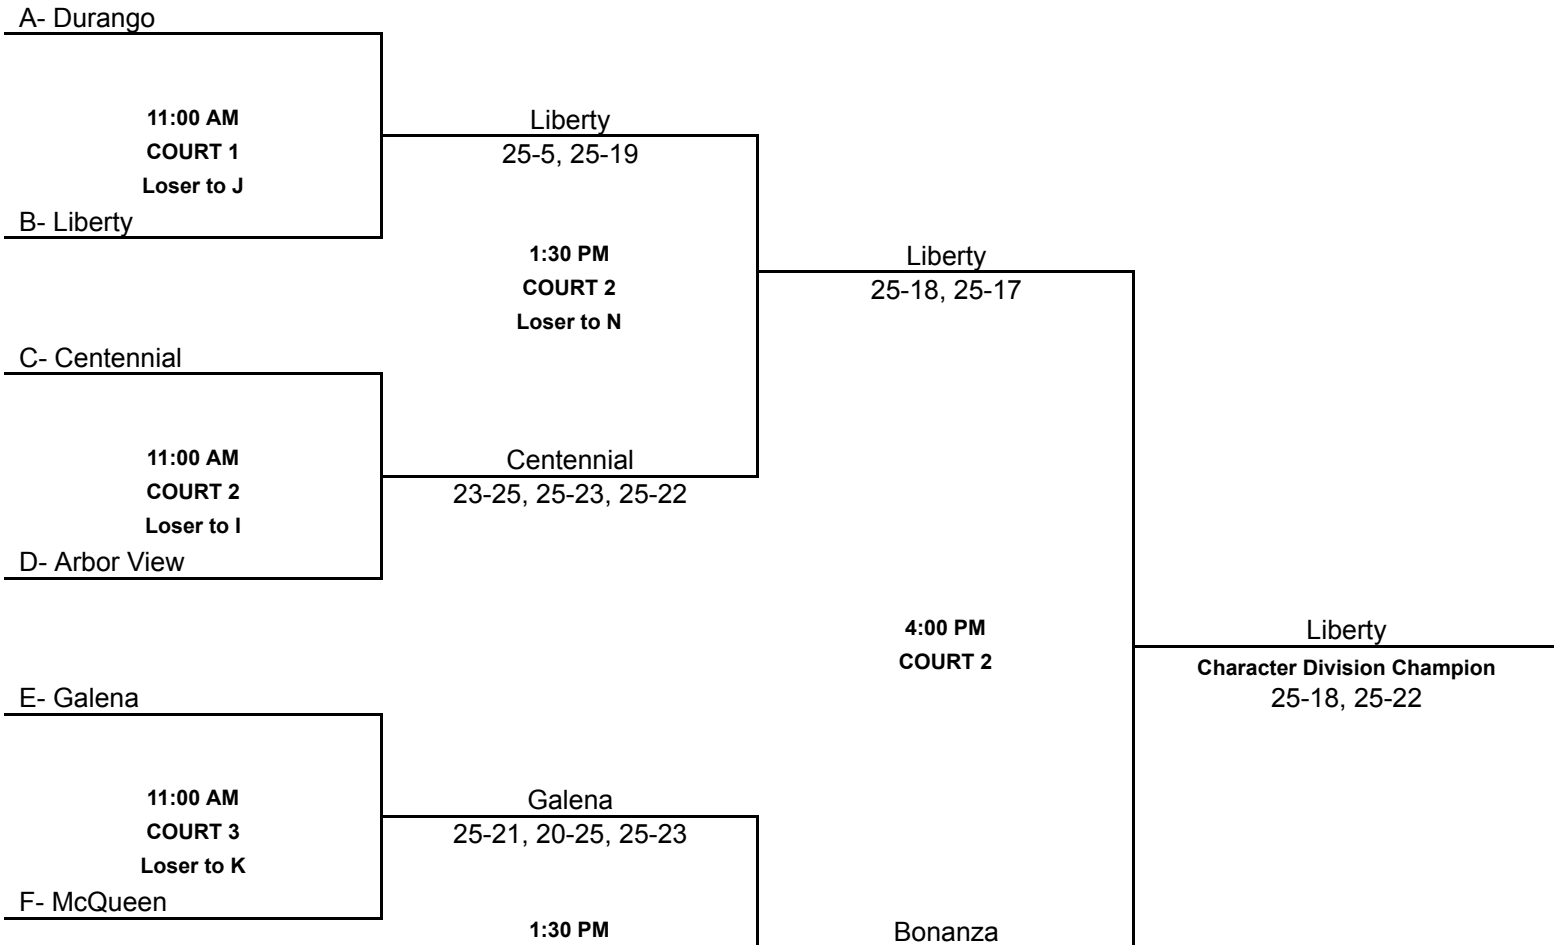 A- Durango
11:00 AM
COURT 1
Loser to J
B- Liberty
Liberty
25-5, 25-19
1:30 PM
COURT 2
Loser to N
Liberty
25-18, 25-17
C- Centennial
11:00 AM
COURT 2
Loser to I
D- Arbor View
Centennial
23-25, 25-23, 25-22
4:00 PM
COURT 2
Liberty
Character Division Champion
25-18, 25-22
E- Galena
11:00 AM
COURT 3
Loser to K
F- McQueen
Galena
25-21, 20-25, 25-23
1:30 PM
Bonanza